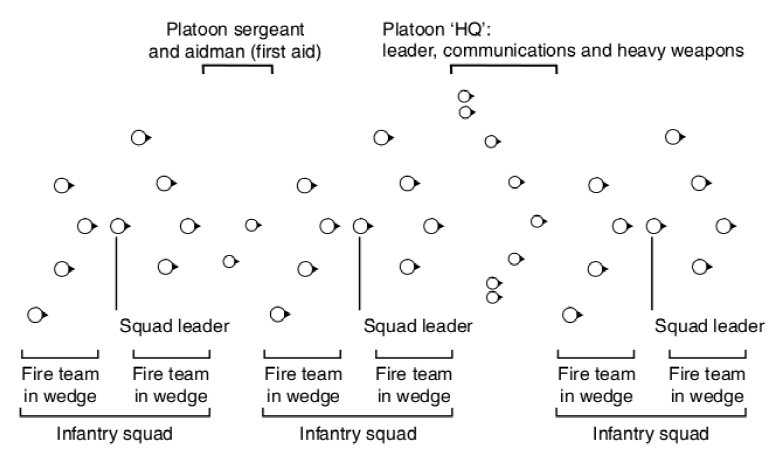 Platoon sergeant
and aidman (first aid)
Platoon ‘HQ’:
leader, communications and heavy weapons
Squad leader
Squad leader
Squad leader
Fire team
in wedge
Fire team
in wedge
Fire team
in wedge
Fire team
in wedge
Fire team
in wedge
Fire team
in wedge
Infantry squad
Infantry squad
Infantry squad